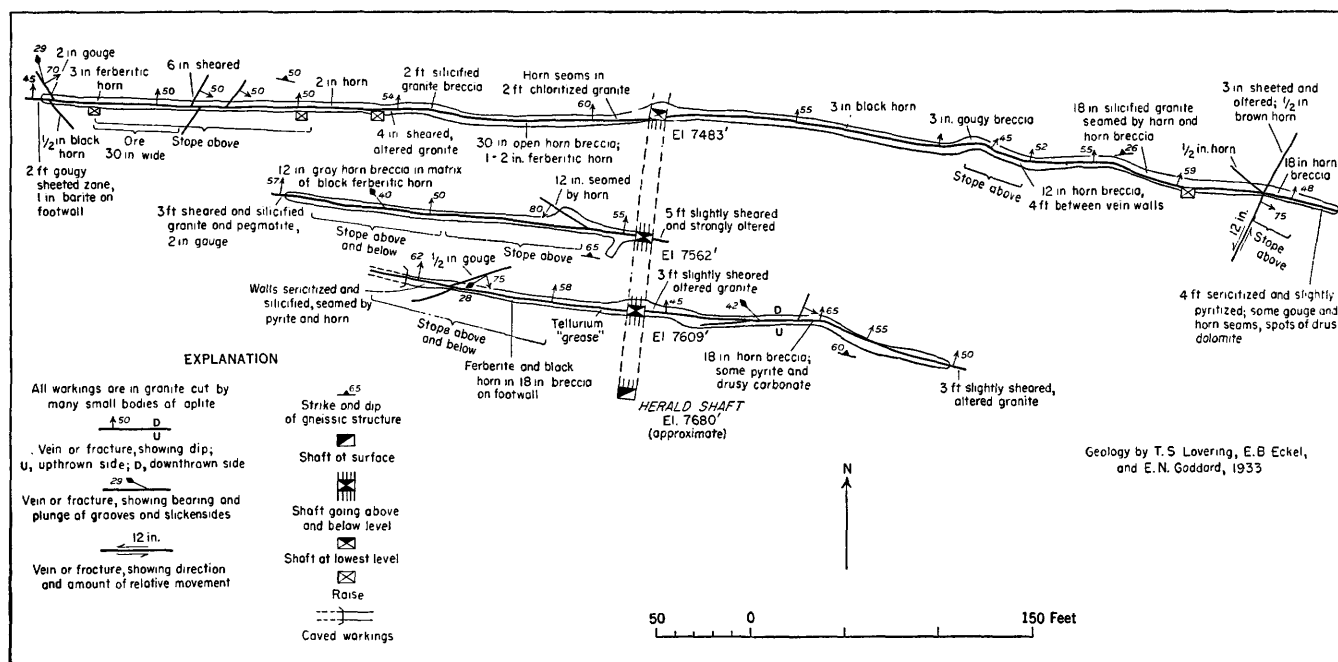 29
2 in gouge
70
45
3 in ferberitic
horn
6 in sheared
50
50
50
50
50
2 in horn
54
2 ft silicified
granite breccia
Horn seams in
2 ft chloritized granite
60
El 7483'
55
3 in black horn
3 in. gougy breccia
45
52
55
18 in silicified granite
seamed by harn and
horn breccia
26
3 in sheeted
and oltered; 1/2 in
brown horn
1/2 in. horn
59
18 in horn
breccia
48
75
12 in.
Stope
above
1/2 in black
horn
Ore
30 in wide
Stope above
4 in sheared,
altered granite
30 in open horn breccia;
1 - 2 in. ferberitic horn
Stope above
12 in horn breccia,
4 ft between vein walls
2 ft gougy
sheeted zone,
1 in barite on
footwall
12 in gray horn breccia in matrix
of block ferberitic horn
57
40
50
12 in. seamed
by horn
80
55
5 ft slightly sheared
and strongly oltered
3 ft sheared and silicified
granite and pegmatite,
2 in gauge
Stope above
and below
Stope above
65
El 7562'
4 ft sericitized and slightly
pyritized; some gouge and
horn seams, spots of drus
dolomite
62
1/2 in gouge
75
28
58
3 ft slightly sheored
altered granite
45
42
D
U
65
55
60
50
Walls sericitized and
silicified, seamed by
pyrite and horn
Stope above
and below
Tellurium
"grease"
El 7609'
Ferberite and black
horn in 18 in breccia
on footwall
18 in horn breccia;
some pyrite and
drusy carbonate
3 ft slightly sheared,
altered granite
HERALD SHAFT
El. 7680'
(approximate)
EXPLANATION
All workings are in granite cut by
many small bodies of aplite
50 D
U
. Vein or fracture, showing dip;
U, upthrown side; D, downthrown side
29
Vein or fracture, showing bearing and
plunge of grooves ond slickensides
12 in.
Vein or fracture, showing direction
and amount of relative movement
65
Strike and dip
of gneissic structure
Shaft at surface
Shaft going above
and below level
Shaft at lowest level
Raise
Caved workings
Geology by T. S Lovering, E.B Eckel,
and E. N. Goddard, 1933
N
50 0 150 Feet